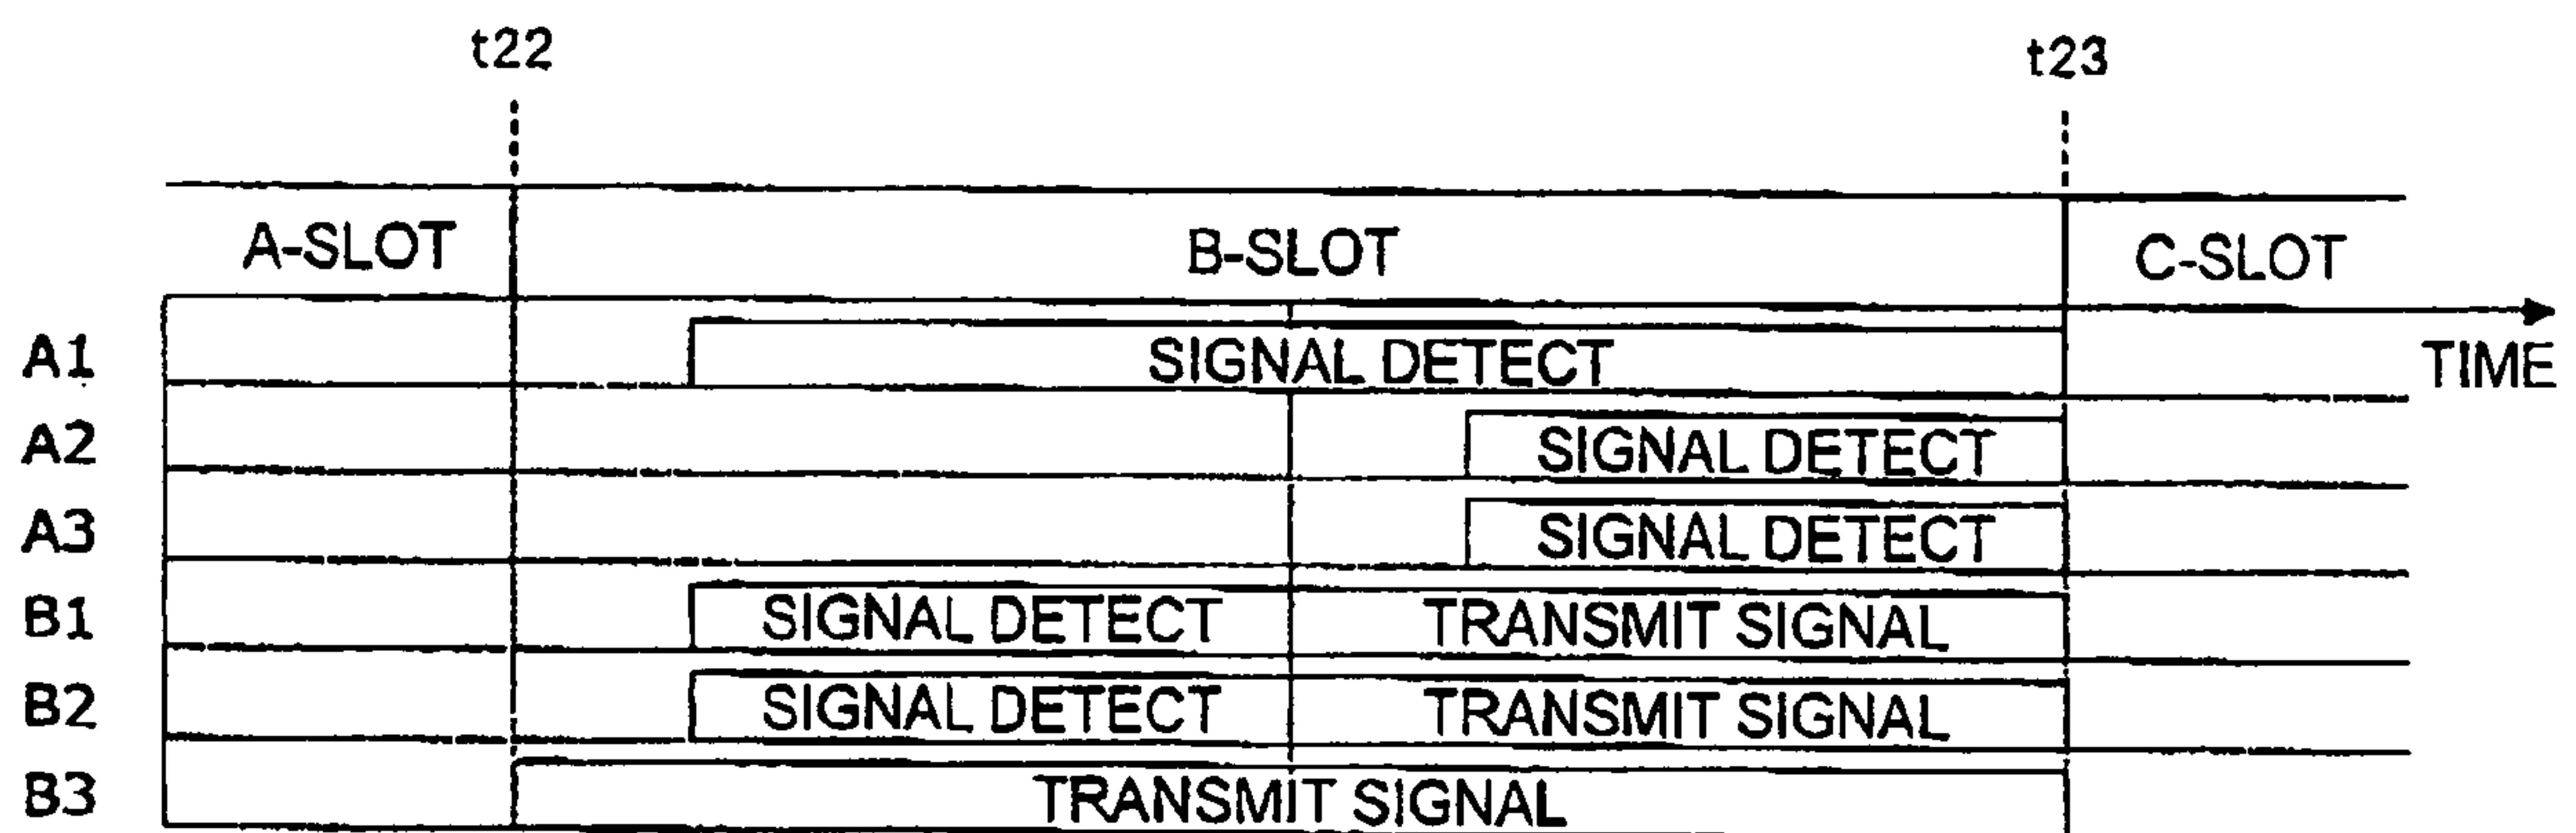 t22 t23
A-SLOT B-SLOT C-SLOT
A1 SIGNAL DETECT TIME
A2 SIGNAL DETECT
A3 SIGNAL DETECT
B1 SIGNAL DETECT TRANSMIT SIGNAL
B2 SIGNAL DETECT TRANSMIT SIGNAL
B3 TRANSMIT SIGNAL